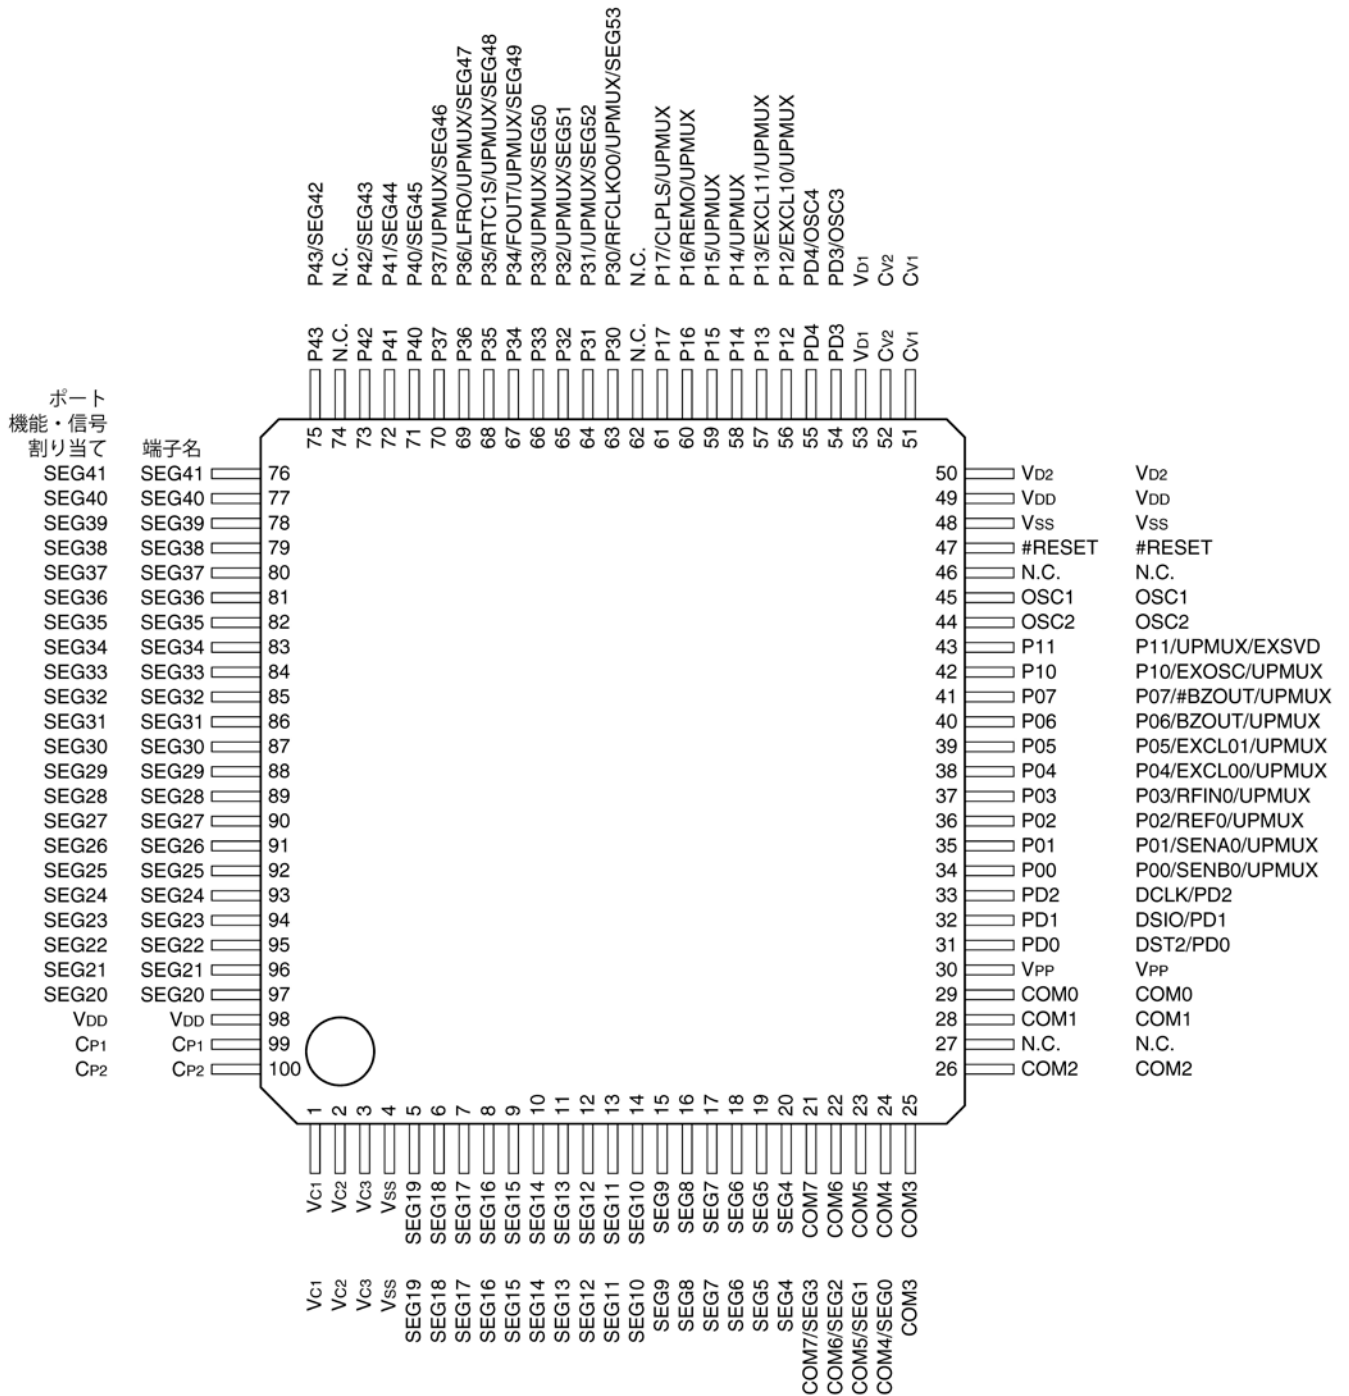 P43/SEG42
N.C.
P42/SEG43
P41/SEG44
P40/SEG45
P37/UPMUX/SEG46
P36/LFRO/UPMUX/SEG47
P35/RTC1S/UPMUX/SEG48
P34/FOUT/UPMUX/SEG49
P33/UPMUX/SEG50
P32/UPMUX/SEG51
P31/UPMUX/SEG52
P30/RFCLKO0/UPMUX/SEG53
N.C.
P17/CLPLS/UPMUX
P16/REMO/UPMUX
P15/UPMUX
P14/UPMUX
P13/EXCL11/UPMUX
P12/EXCL10/UPMUX
PD4/OSC4
PD3/OSC3
VD1
CV2
CV1
P43
N.C.
P42
P41
P40
P37
P36
P35
P34
P33
P32
P31
P30
N.C.
P17
P16
P15
P14
P13
P12
PD4
PD3
VD1
CV2
CV1
75
74
73
72
71
70
69
68
67
66
65
64
63
62
61
60
59
58
57
56
55
54
53
52
51
ポート
機能・信号
割り当て 端子名
SEG41 SEG41 76
SEG40 SEG40 77
SEG39 SEG39 78
SEG38 SEG38 79
SEG37 SEG37 80
SEG36 SEG36 81
SEG35 SEG35 82
SEG34 SEG34 83
SEG33 SEG33 84
SEG32 SEG32 85
SEG31 SEG31 86
SEG30 SEG30 87
SEG29 SEG29 88
SEG28 SEG28 89
SEG27 SEG27 90
SEG26 SEG26 91
SEG25 SEG25 92
SEG24 SEG24 93
SEG23 SEG23 94
SEG22 SEG22 95
SEG21 SEG21 96
SEG20 SEG20 97
VDD VDD 98
CP1 CP1 99
CP2 CP2 100
50 VD2 VD2
49 VDD VDD
48 VSS VSS
47 #RESET #RESET
46 N.C. N.C.
45 OSC1 OSC1
44 OSC2 OSC2
43 P11 P11/UPMUX/EXSVD
42 P10 P10/EXOSC/UPMUX
41 P07 P07/#BZOUT/UPMUX
40 P06 P06/BZOUT/UPMUX
39 P05 P05/EXCL01/UPMUX
38 P04 P04/EXCL00/UPMUX
37 P03 P03/RFIN0/UPMUX
36 P02 P02/REF0/UPMUX
35 P01 P01/SENA0/UPMUX
34 P00 P00/SENB0/UPMUX
33 PD2 DCLK/PD2
32 PD1 DSIO/PD1
31 PD0 DST2/PD0
30 VPP VPP
29 COM0 COM0
28 COM1 COM1
27 N.C. N.C.
26 COM2 COM2
1
2
3
4
5
6
7
8
9
10
11
12
13
14
15
16
17
18
19
20
21
22
23
24
25
VC1
VC2
VC3
VSS
SEG19
SEG18
SEG17
SEG16
SEG15
SEG14
SEG13
SEG12
SEG11
SEG10
SEG9
SEG8
SEG7
SEG6
SEG5
SEG4
COM7
COM6
COM5
COM4
COM3
VC1
VC2
VC3
VSS
SEG19
SEG18
SEG17
SEG16
SEG15
SEG14
SEG13
SEG12
SEG11
SEG10
SEG9
SEG8
SEG7
SEG6
SEG5
SEG4
COM7/SEG3
COM6/SEG2
COM5/SEG1
COM4/SEG0
COM3